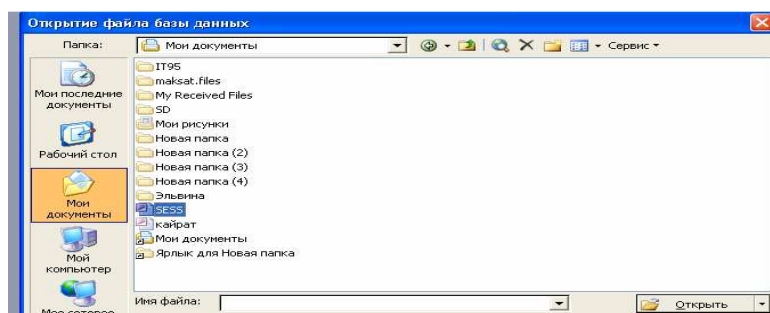 Открытие файла базы данных
Папка: Мои документы Сервис
Мои последние документы
Рабочий стол
Мои документы
Мой компьютер
IT95
maksat.files
My Received Files
SD
Мои рисунки
Новая папка
Новая папка (2)
Новая папка (3)
Новая папка (4)
Эльвина
SESS
кайрат
Мои документы
Ярлык для Новая папка
Имя файла: Открыть